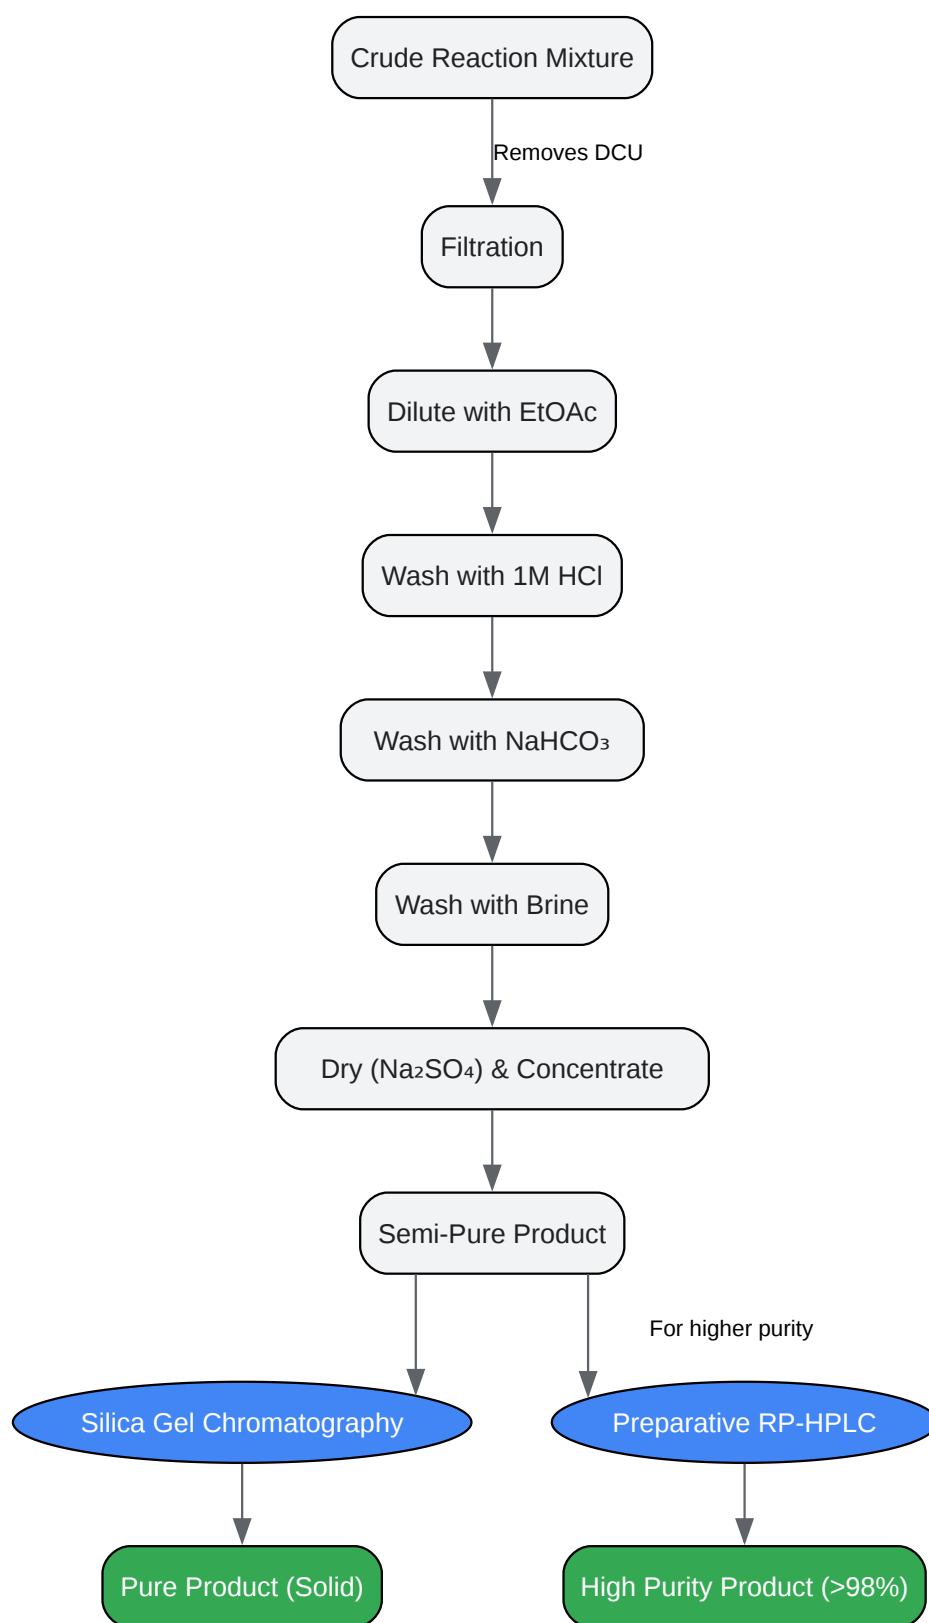 Crude Reaction Mixture
Removes DCU
Filtration
Dilute with EtOAc
Wash with 1M HCl
Wash with NaHCO₃
Wash with Brine
Dry (Na₂SO₄) & Concentrate
Semi-Pure Product
For higher purity
Silica Gel Chromatography
Preparative RP-HPLC
Pure Product (Solid)
High Purity Product (>98%)